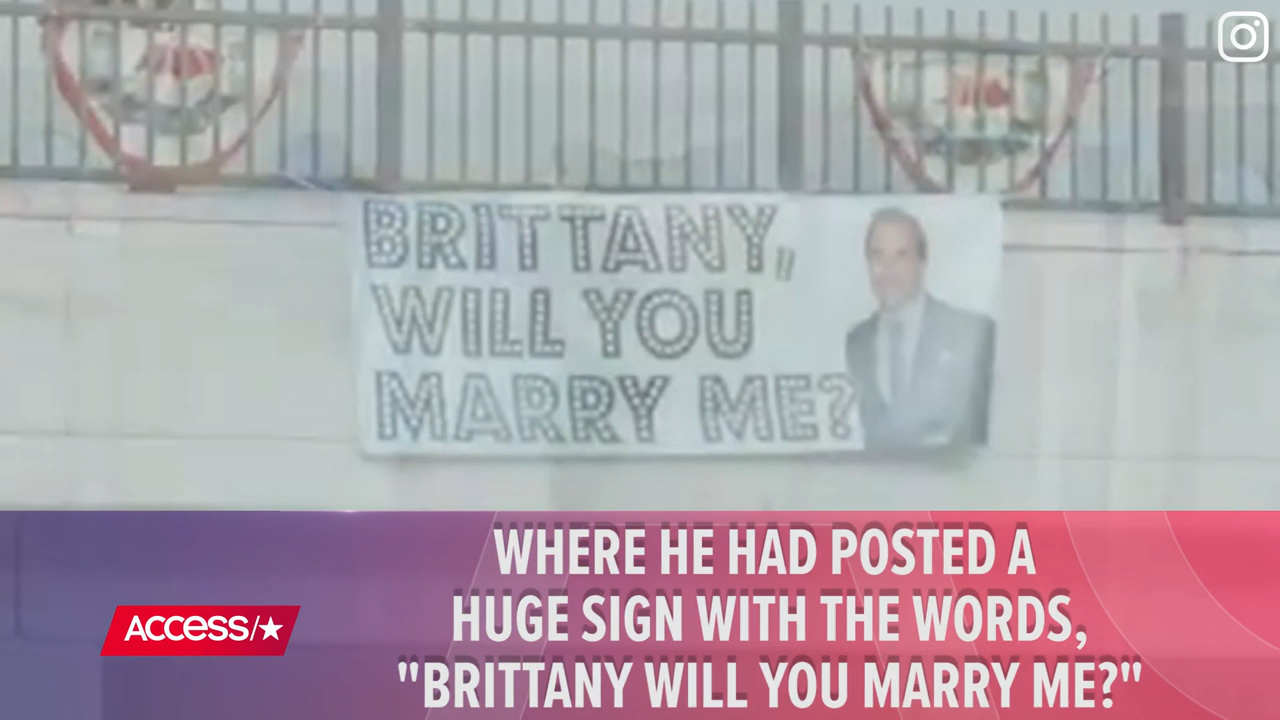 BRITTANY,
WILL YOU
MARRY ME?
WHERE HE HAD POSTED A
HUGE SIGN WITH THE WORDS,
"BRITTANY WILL YOU MARRY ME?"
ACCESS/★